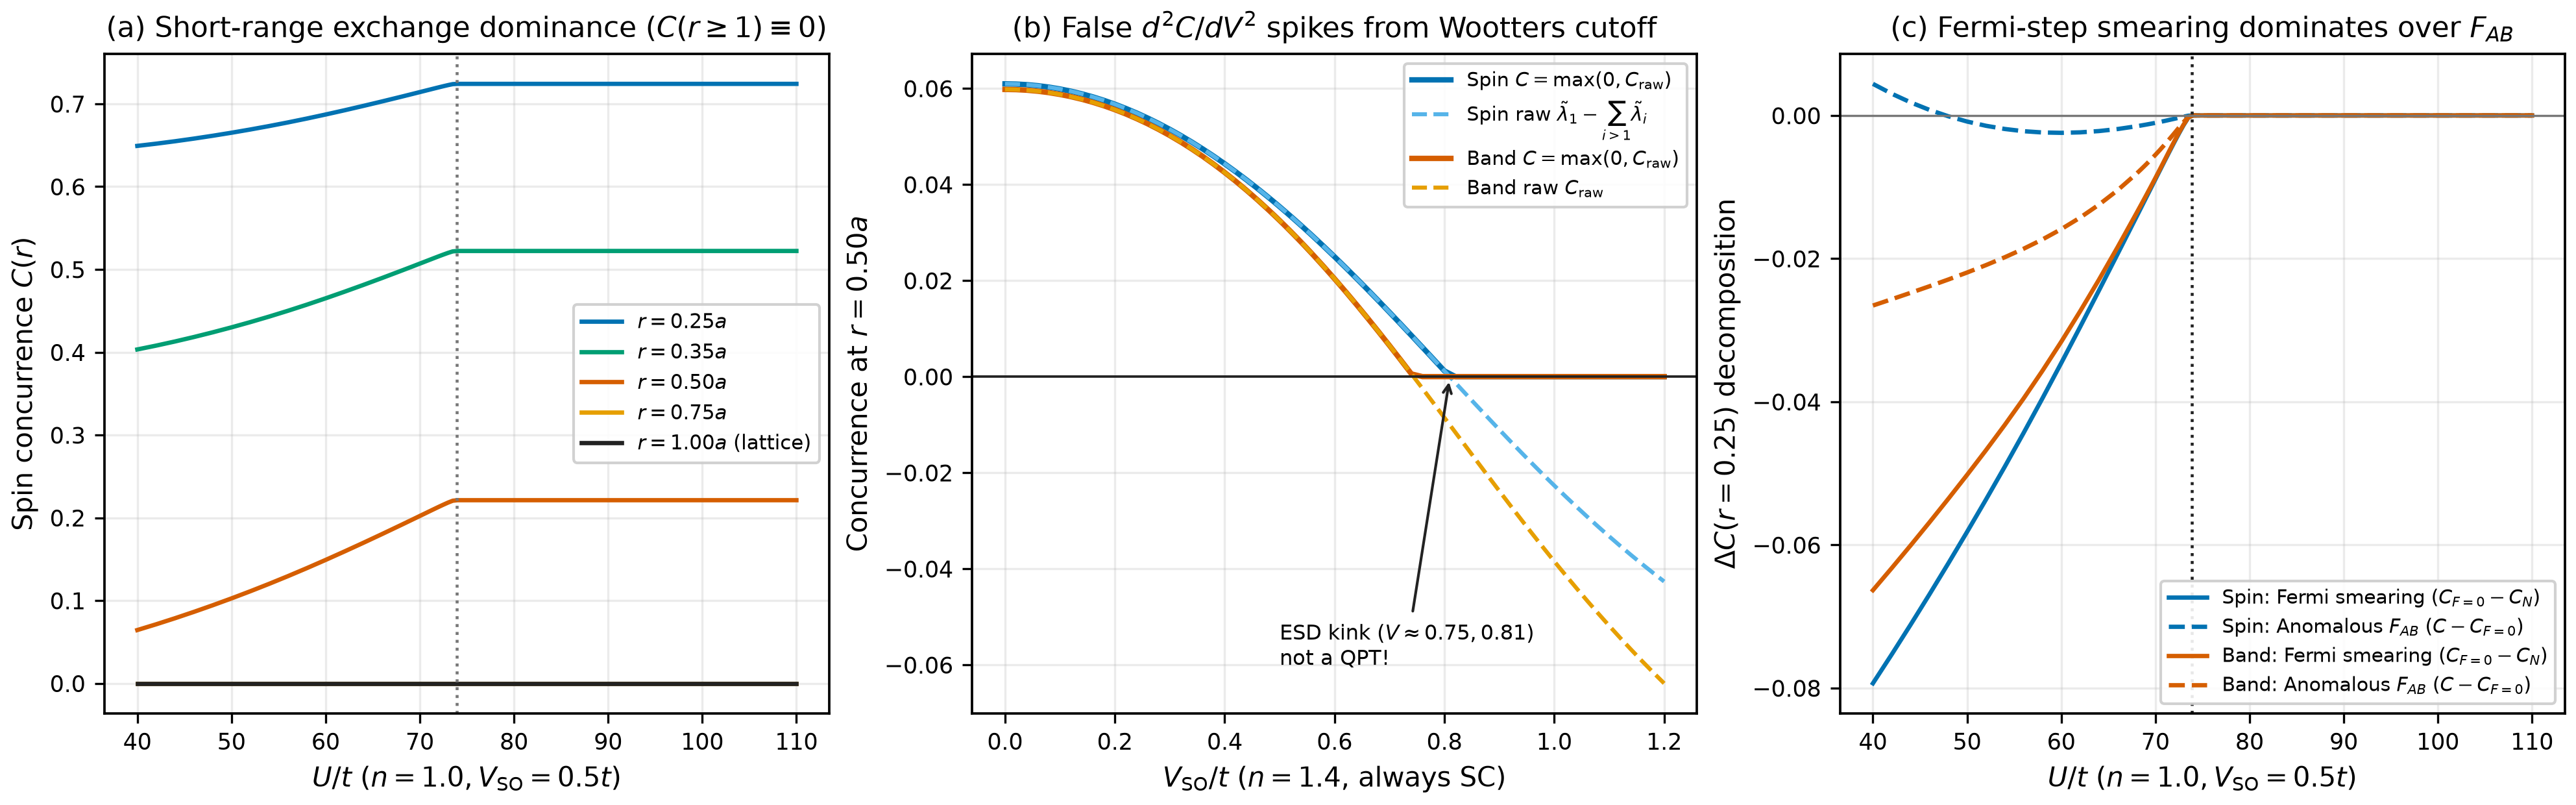 (a) Short-range exchange dominance (C(r ≥ 1) ≡ 0)
Spin concurrence C(r)
0.7
0.6
0.5
0.4
0.3
0.2
0.1
0.0
r = 0.25a
r = 0.35a
r = 0.50a
r = 0.75a
r = 1.00a (lattice)
40 50 60 70 80 90 100 110
U/t (n = 1.0, V_SO = 0.5t)
(b) False d²C/dV² spikes from Wootters cutoff
Concurrence at r = 0.50a
0.06
0.04
0.02
0.00
−0.02
−0.04
−0.06
Spin C = max(0, C_raw)
Spin raw λ̃₁ − ∑_{i>1} λ̃ᵢ
Band C = max(0, C_raw)
Band raw C_raw
ESD kink (V ≈ 0.75, 0.81)
not a QPT!
0.0 0.2 0.4 0.6 0.8 1.0 1.2
V_SO/t (n = 1.4, always SC)
(c) Fermi-step smearing dominates over F_AB
ΔC(r = 0.25) decomposition
0.00
−0.02
−0.04
−0.06
−0.08
Spin: Fermi smearing (C_{F=0} − C_N)
Spin: Anomalous F_AB (C − C_{F=0})
Band: Fermi smearing (C_{F=0} − C_N)
Band: Anomalous F_AB (C − C_{F=0})
40 50 60 70 80 90 100 110
U/t (n = 1.0, V_SO = 0.5t)